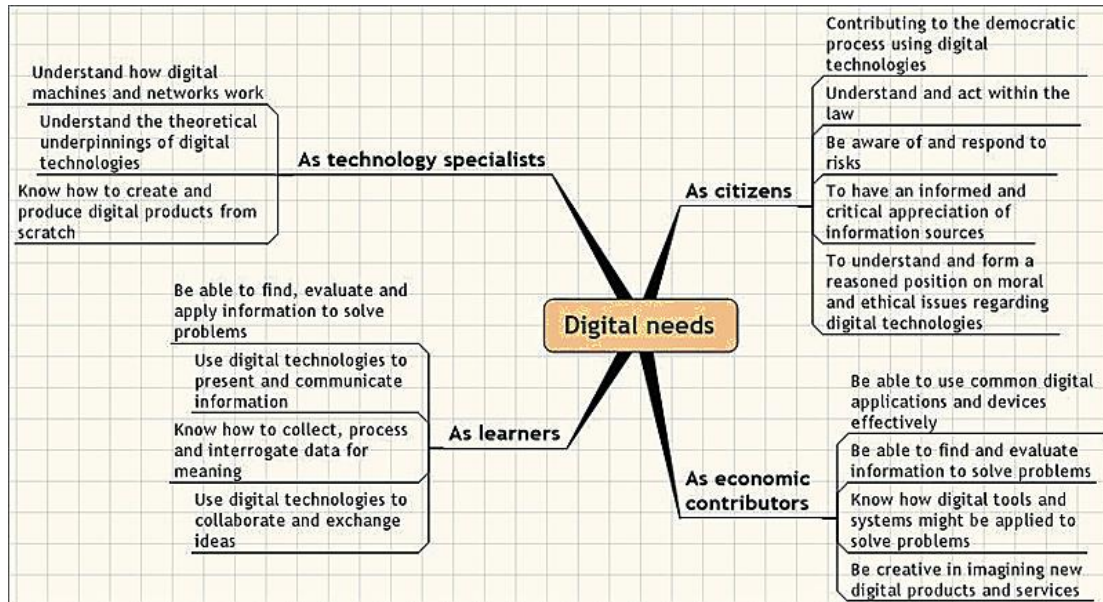 Digital needs
As technology specialists
Understand how digital
machines and networks work
Understand the theoretical
underpinnings of digital
technologies
Know how to create and
produce digital products from
scratch
As learners
Be able to find, evaluate and
apply information to solve
problems
Use digital technologies to
present and communicate
information
Know how to collect, process
and interrogate data for
meaning
Use digital technologies to
collaborate and exchange
ideas
As citizens
Contributing to the democratic
process using digital
technologies
Understand and act within the
law
Be aware of and respond to
risks
To have an informed and
critical appreciation of
information sources
To understand and form a
reasoned position on moral
and ethical issues regarding
digital technologies
As economic
contributors
Be able to use common digital
applications and devices
effectively
Be able to find and evaluate
information to solve problems
Know how digital tools and
systems might be applied to
solve problems
Be creative in imagining new
digital products and services